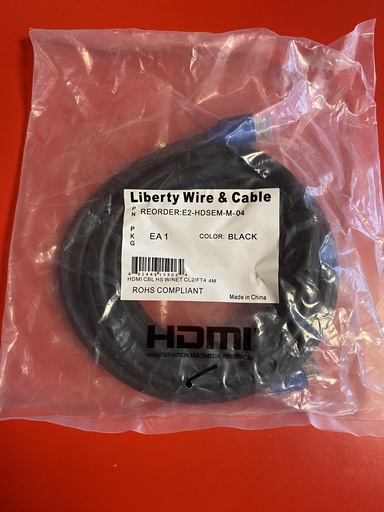 Liberty Wire & Cable
PN REORDER:E2-HDSEM-M-04
PKG EA 1 COLOR: BLACK
HDMI CBL HS W/NET CL2/FT4 4M
ROHS COMPLIANT
Made in China
HDMI
HIGH-DEFINITION MULTIMEDIA INTERFACE